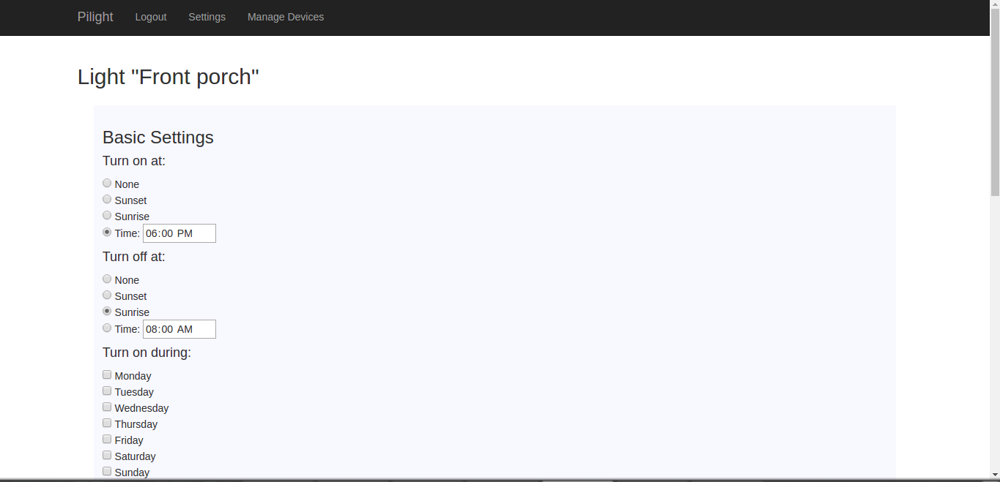 Pilight Logout Settings Manage Devices
Light "Front porch"
Basic Settings
Turn on at:
None
Sunset
Sunrise
Time: 06:00 PM
Turn off at:
None
Sunset
Sunrise
Time: 08:00 AM
Turn on during:
Monday
Tuesday
Wednesday
Thursday
Friday
Saturday
Sunday